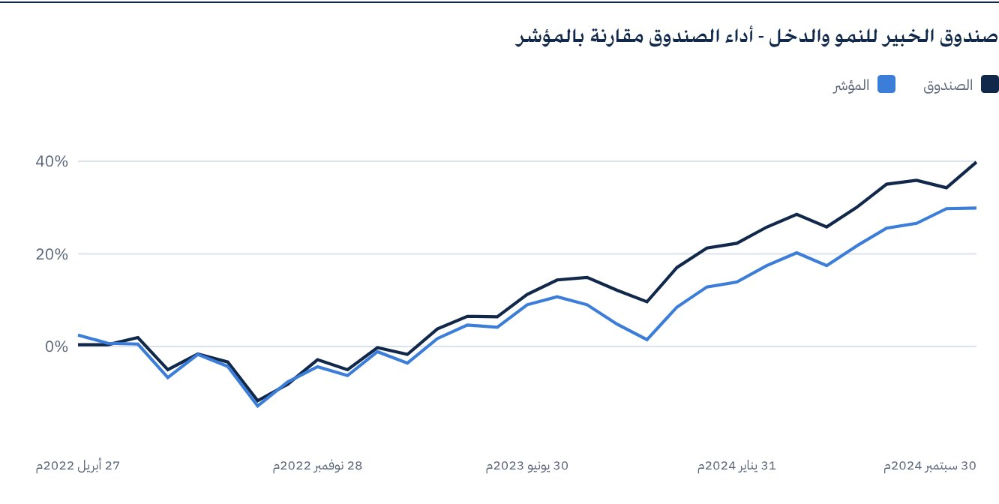 صندوق الخبير للنمو والدخل - أداء الصندوق مقارنة بالمؤشر
الصندوق
المؤشر
40%
20%
0%
27 أبريل 2022م
28 نوفمبر 2022م
30 يونيو 2023م
31 يناير 2024م
30 سبتمبر 2024م